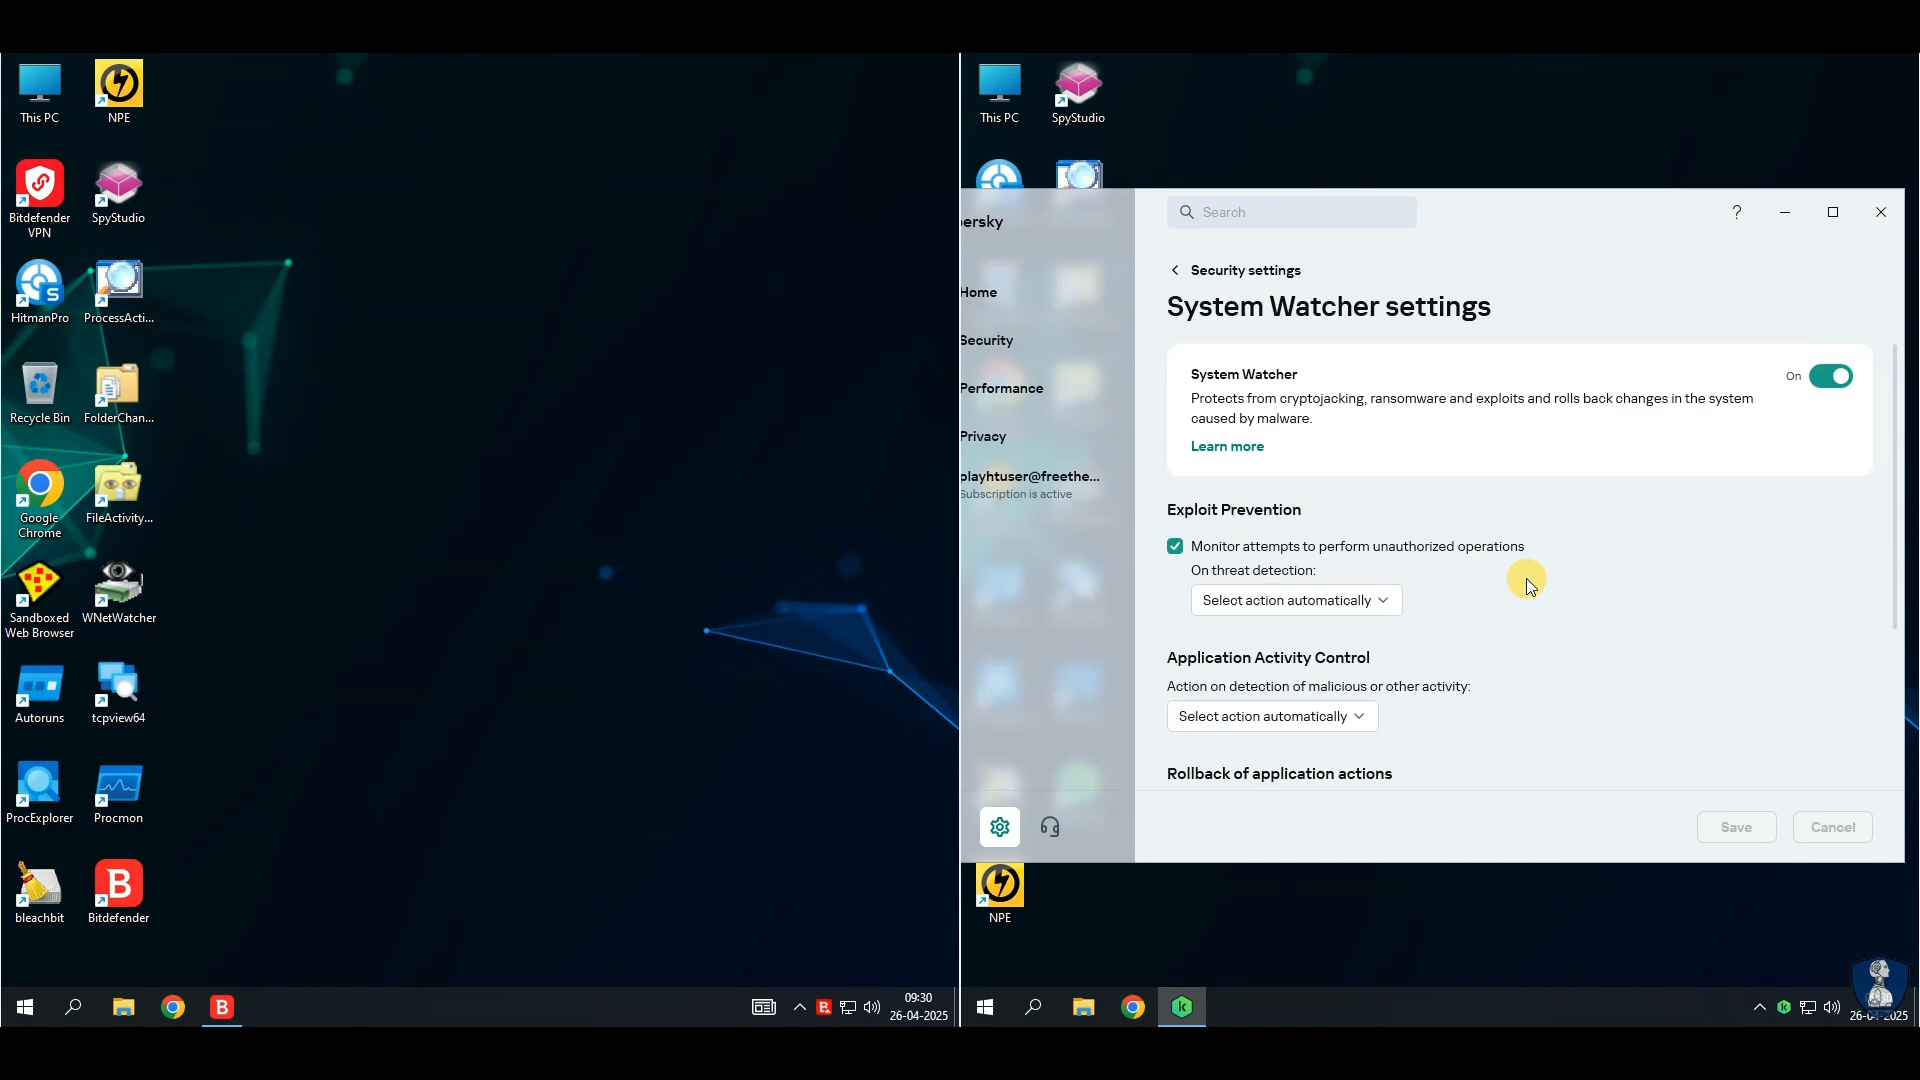 This PC
NPE
Bitdefender
VPN
SpyStudio
HitmanPro
ProcessActi...
Recycle Bin
FolderChan...
Google
Chrome
FileActivity...
Sandboxed
Web Browser
WNetWatcher
Autoruns
tcpview64
ProcExplorer
Procmon
bleachbit
Bitdefender
09:30
26-04-2025
This PC
SpyStudio
ersky
Search
?
Home
Security
Performance
Privacy
playhtuser@freethe...
Subscription is active
Security settings
System Watcher settings
System Watcher
On
Protects from cryptojacking, ransomware and exploits and rolls back changes in the system
caused by malware.
Learn more
Exploit Prevention
Monitor attempts to perform unauthorized operations
On threat detection:
Select action automatically
Application Activity Control
Action on detection of malicious or other activity:
Select action automatically
Rollback of application actions
Save
Cancel
NPE
26-04-2025